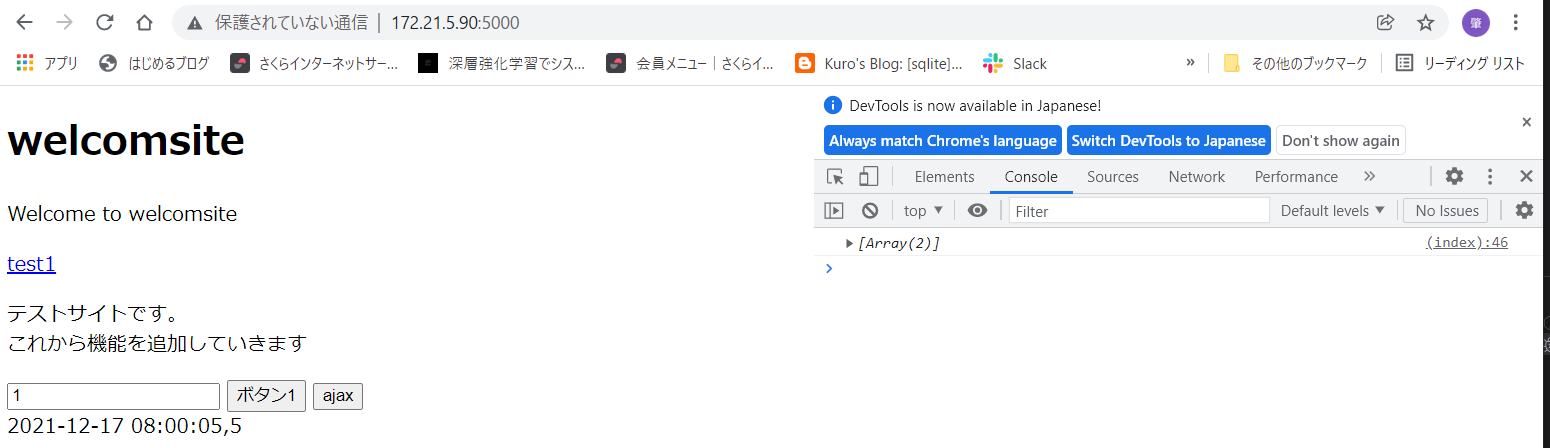 保護されていない通信 | 172.21.5.90:5000
肇
アプリ はじめるブログ さくらインターネットサー... 深層強化学習でシス... 会員メニュー | さくらイ... Kuro's Blog: [sqlite]... Slack » その他のブックマーク リーディング リスト
welcomsite
Welcome to welcomsite
test1
テストサイトです。
これから機能を追加していきます
1 ボタン1 ajax
2021-12-17 08:00:05,5
DevTools is now available in Japanese!
Always match Chrome's language Switch DevTools to Japanese Don't show again
Elements Console Sources Network Performance »
top Filter Default levels No Issues
[Array(2)] (index):46